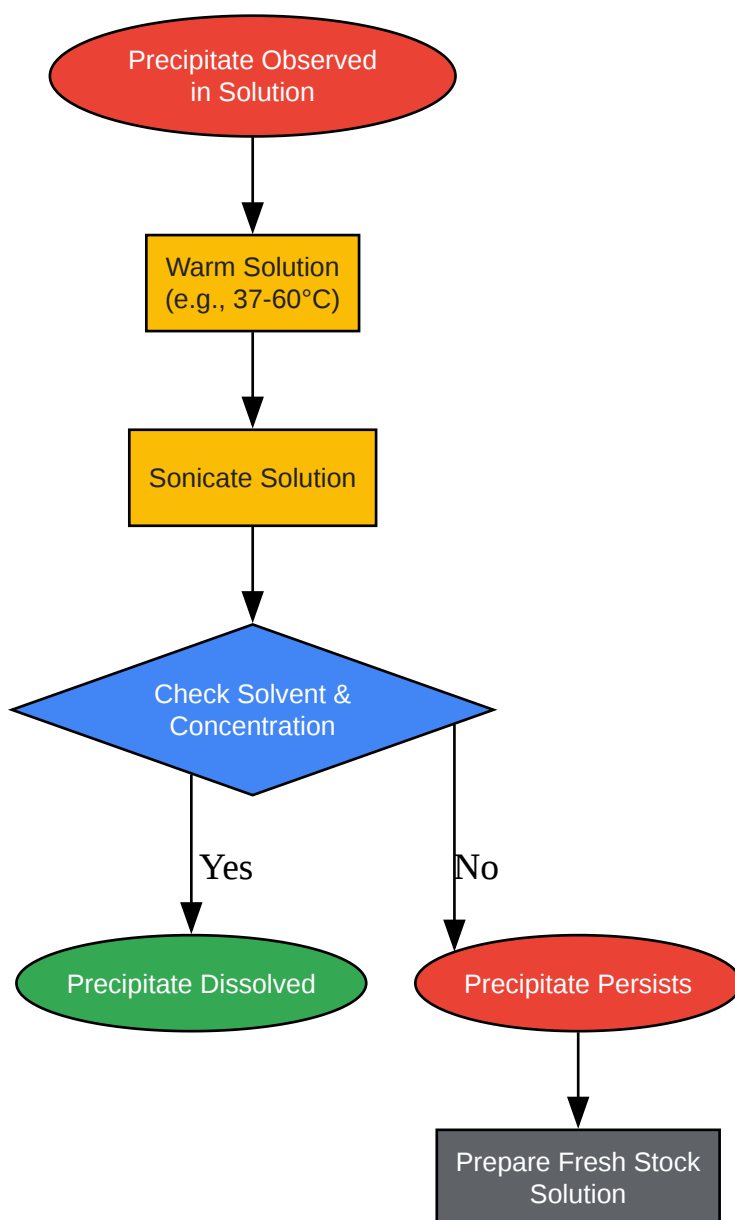 Precipitate Observed
in Solution
Warm Solution
(e.g., 37-60°C)
Sonicate Solution
Check Solvent &
Concentration
Yes
No
Precipitate Dissolved
Precipitate Persists
Prepare Fresh Stock
Solution